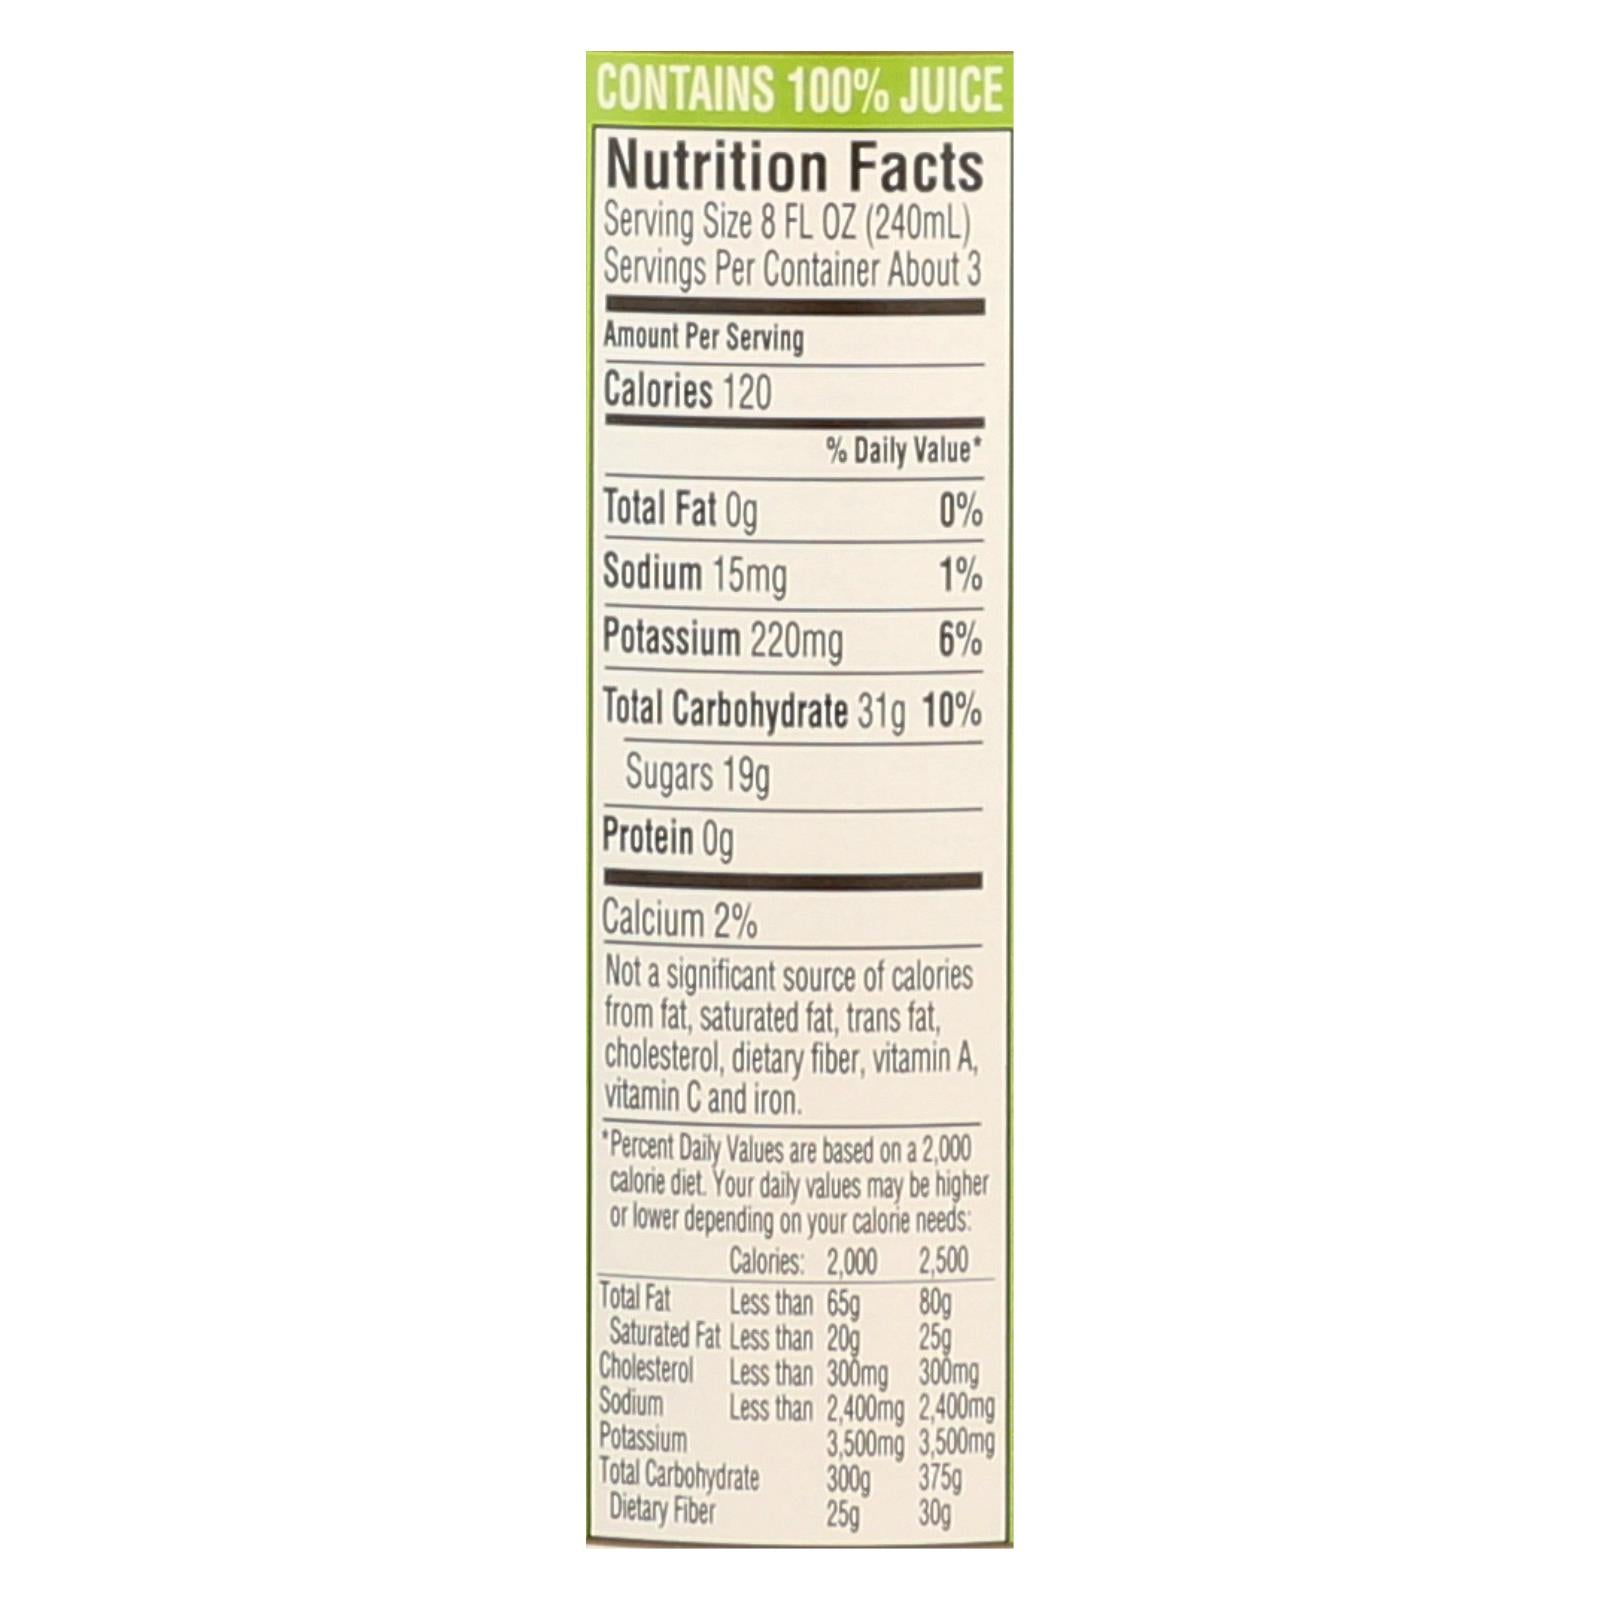 CONTAINS 100% JUICE
Nutrition Facts
Serving Size 8 FL OZ (240mL)
Servings Per Container About 3
Amount Per Serving
Calories 120
% Daily Value*
Total Fat 0g 0%
Sodium 15mg 1%
Potassium 220mg 6%
Total Carbohydrate 31g 10%
Sugars 19g
Protein 0g
Calcium 2%
Not a significant source of calories
from fat, saturated fat, trans fat,
cholesterol, dietary fiber, vitamin A,
vitamin C and iron.
*Percent Daily Values are based on a 2,000
calorie diet. Your daily values may be higher
or lower depending on your calorie needs:
Calories: 2,000 2,500
Total Fat Less than 65g 80g
Saturated Fat Less than 20g 25g
Cholesterol Less than 300mg 300mg
Sodium Less than 2,400mg 2,400mg
Potassium 3,500mg 3,500mg
Total Carbohydrate 300g 375g
Dietary Fiber 25g 30g